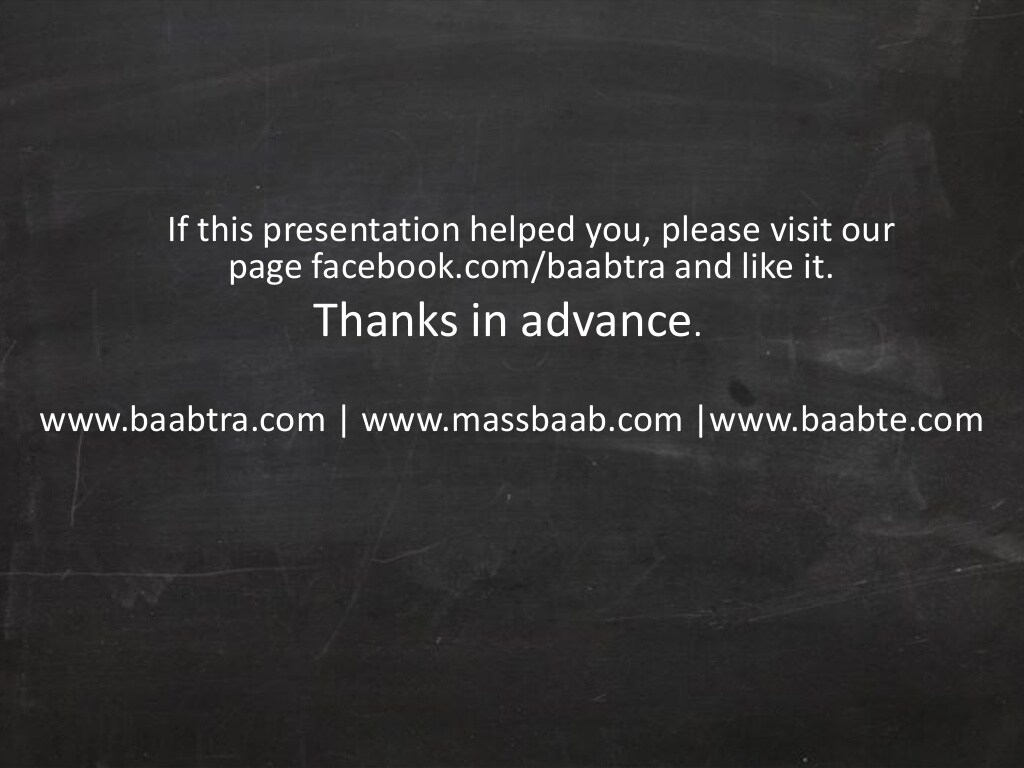 If this presentation helped you, please visit our
page facebook.com/baabtra and like it.
Thanks in advance.
www.baabtra.com | www.massbaab.com |www.baabte.com